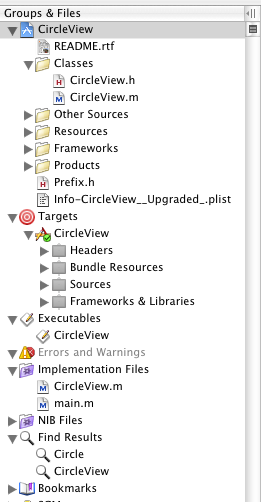 Groups & Files
CircleView
README.rtf
Classes
CircleView.h
CircleView.m
Other Sources
Resources
Frameworks
Products
Prefix.h
Info-CircleView__Upgraded_.plist
Targets
CircleView
Headers
Bundle Resources
Sources
Frameworks & Libraries
Executables
CircleView
Errors and Warnings
Implementation Files
CircleView.m
main.m
NIB Files
Find Results
Circle
CircleView
Bookmarks